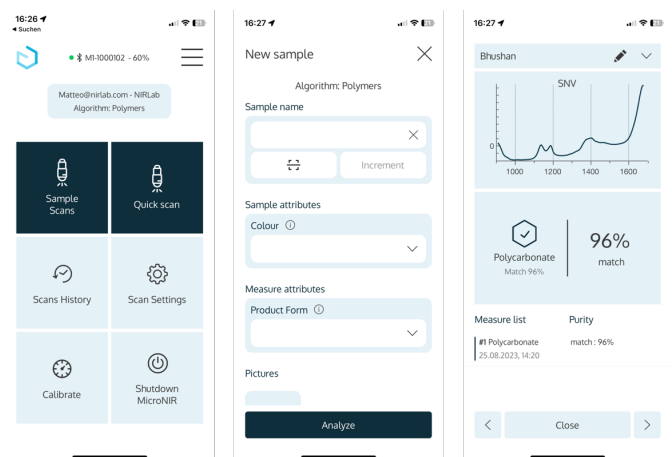 16:26
21
◀ Suchen
M1-1000102 - 60%
Matteo@nirlab.com - NIRLab
Algorithm: Polymers
Sample
Scans
Quick scan
Scans History
Scan Settings
Calibrate
Shutdown
MicroNIR
16:27
21
New sample
Algorithm: Polymers
Sample name
Increment
Sample attributes
Colour
Measure attributes
Product Form
Pictures
Analyze
16:27
21
Bhushan
SNV
0
1000 1200 1400 1600
Polycarbonate
Match 96%
96%
match
Measure list Purity
#1 Polycarbonate match : 96%
25.08.2023, 14:20
Close